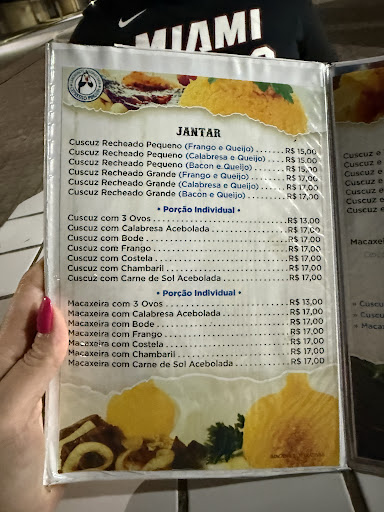 MIAMI
JANTAR
Cuscuz Recheado Pequeno (Frango e Queijo) . . . . . . . . R$ 15,00
Cuscuz Recheado Pequeno (Calabresa e Queijo) . . . . . R$ 15,00
Cuscuz Recheado Pequeno (Bacon e Queijo) . . . . . . . . R$ 15,00
Cuscuz Recheado Grande (Frango e Queijo) . . . . . . . . . R$ 17,00
Cuscuz Recheado Grande (Calabresa e Queijo) . . . . . . R$ 17,00
Cuscuz Recheado Grande (Bacon e Queijo) . . . . . . . . . R$ 17,00
• Porção Individual •
Cuscuz com 3 Ovos . . . . . . . . . . R$ 13,00
Cuscuz com Calabresa Acebolada . . . . . . . . . . R$ 17,00
Cuscuz com Bode . . . . . . . . . . R$ 17,00
Cuscuz com Frango . . . . . . . . . . R$ 17,00
Cuscuz com Costela . . . . . . . . . . R$ 17,00
Cuscuz com Chambaril . . . . . . . . . . R$ 17,00
Cuscuz com Carne de Sol Acebolada . . . . . . . . . . R$ 17,00
• Porção Individual •
Macaxeira com 3 Ovos . . . . . . . . . . R$ 13,00
Macaxeira com Calabresa Acebolada . . . . . . . . . . R$ 17,00
Macaxeira com Bode . . . . . . . . . . R$ 17,00
Macaxeira com Frango . . . . . . . . . . R$ 17,00
Macaxeira com Costela . . . . . . . . . . R$ 17,00
Macaxeira com Chambaril . . . . . . . . . . R$ 17,00
Macaxeira com Carne de Sol Acebolada . . . . . . . . . . R$ 17,00
Cuscuz e
Cuscuz
Cuscuz
Cuscuz
Cuscuz
Macaxei
• Cuscu
• Cuscuz
• Macax